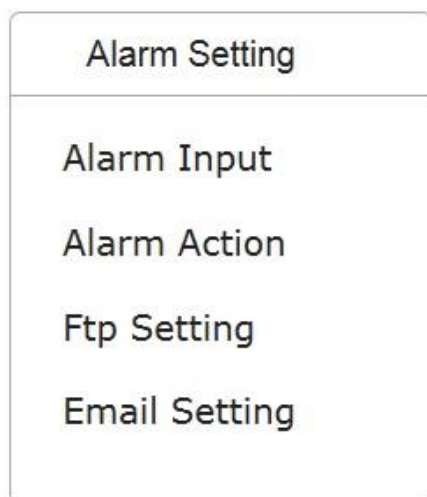 Alarm Setting
Alarm Input
Alarm Action
Ftp Setting
Email Setting